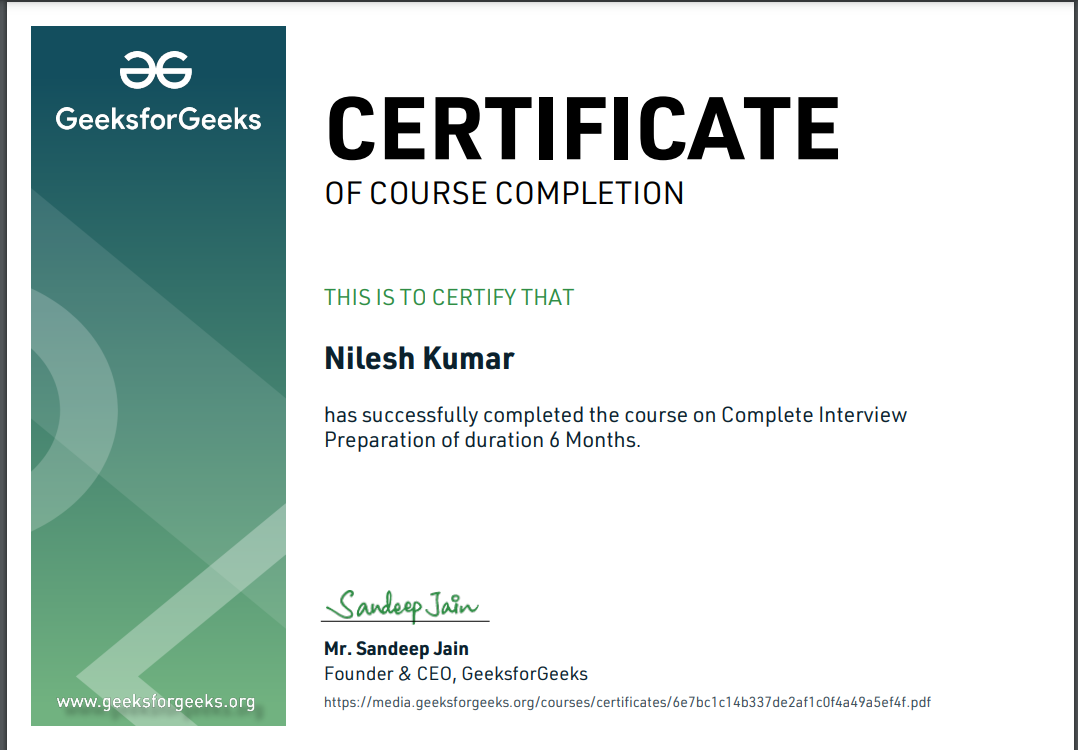 GeeksforGeeks
CERTIFICATE
OF COURSE COMPLETION
THIS IS TO CERTIFY THAT
Nilesh Kumar
has successfully completed the course on Complete Interview
Preparation of duration 6 Months.
Sandeep Jain
Mr. Sandeep Jain
Founder & CEO, GeeksforGeeks
https://media.geeksforgeeks.org/courses/certificates/6e7bc1c14b337de2af1c0f4a49a5ef4f.pdf
www.geeksforgeeks.org